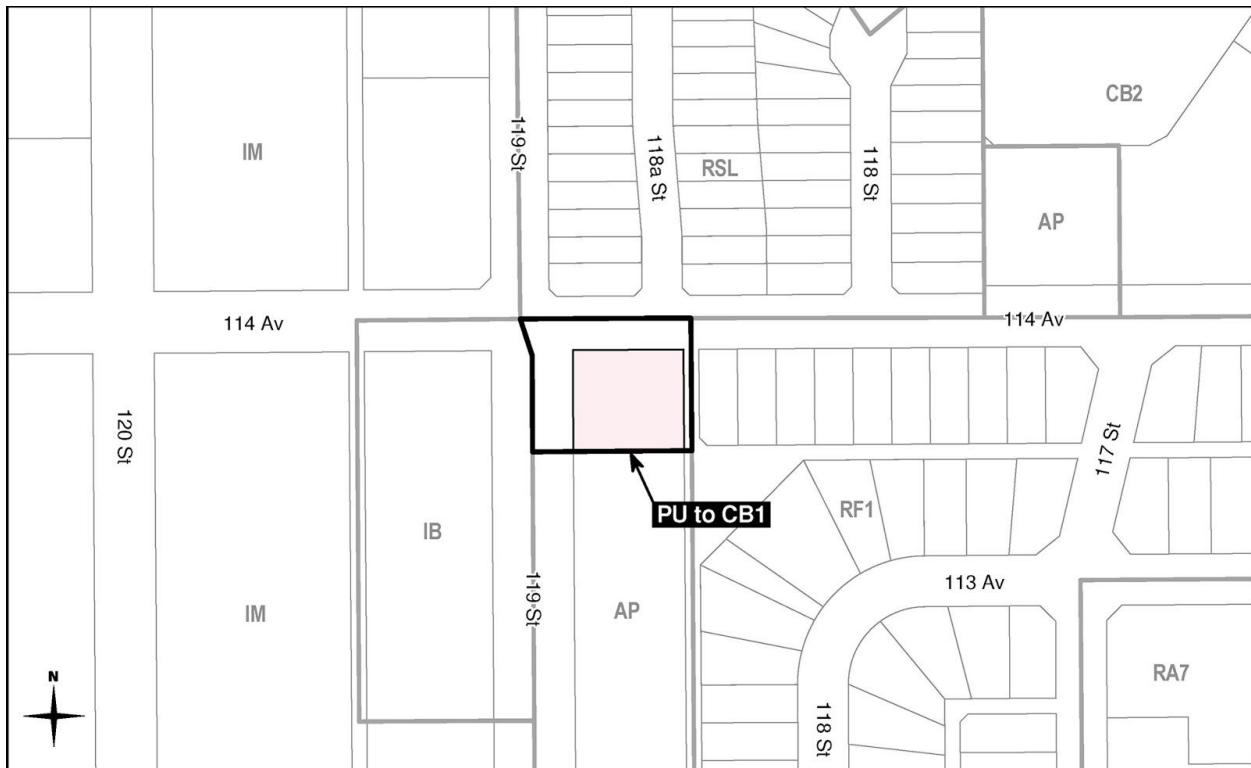 CB2
IM
119 St
118a St
RSL
118 St
AP
114 Av
114 Av
120 St
117 St
PU to CB1
RF1
IB
113 Av
119 St
IM
AP
RA7
N
118 St